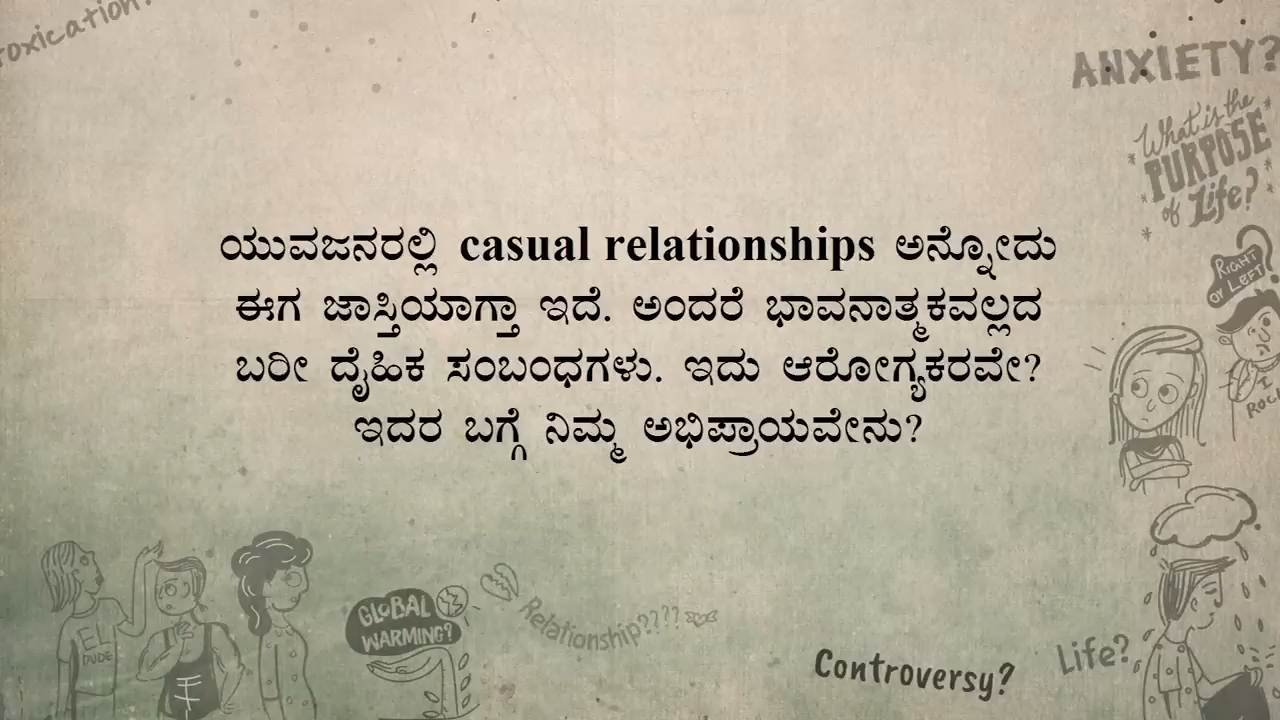 toxication?
ANXIETY?
What is the
PURPOSE
of Life?
RIGHT
or LEFT
ಯುವಜನರಲ್ಲಿ casual relationships ಅನ್ನೋದು
ಈಗ ಜಾಸ್ತಿಯಾಗ್ತಾ ಇದೆ. ಅಂದರೆ ಭಾವನಾತ್ಮಕವಲ್ಲದ
ಬರೀ ದೈಹಿಕ ಸಂಬಂಧಗಳು. ಇದು ಆರೋಗ್ಯಕರವೇ?
ಇದರ ಬಗ್ಗೆ ನಿಮ್ಮ ಅಭಿಪ್ರಾಯವೇನು?
I
ROCK
EL
DUDE
GLOBAL
WARMING?
Relationship????
Controversy?
Life?